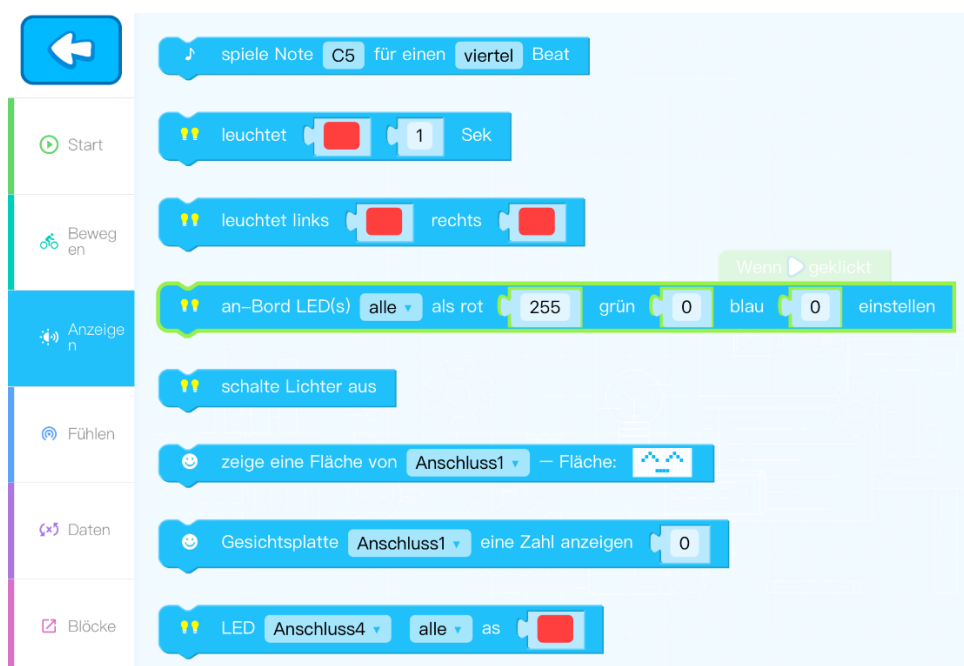 spiele Note C5 für einen viertel Beat
leuchtet 1 Sek
Start
leuchtet links rechts
Beweg
en
Wenn geklickt
an-Bord LED(s) alle als rot 255 grün 0 blau 0 einstellen
Anzeige
n
schalte Lichter aus
Fühlen
zeige eine Fläche von Anschluss1 – Fläche:
Daten
Gesichtsplatte Anschluss1 eine Zahl anzeigen 0
Blöcke
LED Anschluss4 alle as